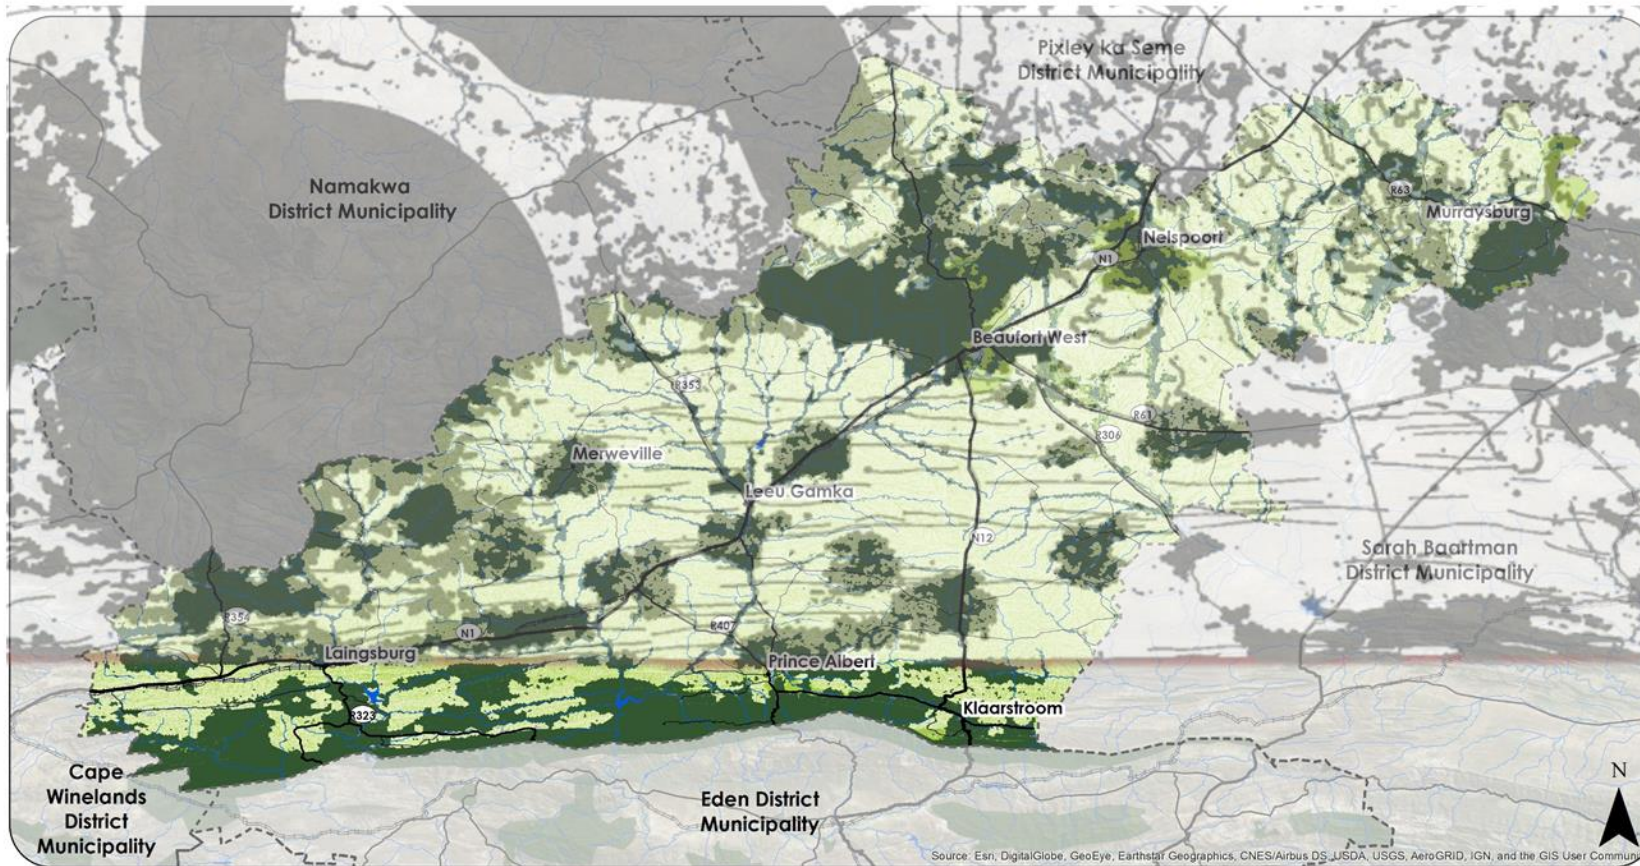 Pixley ka Seme
District Municipality
Namakwa
District Municipality
R63
Murraysburg
Nelspoort
N1
Beaufort West
R353
R61
R306
Merweville
Leeu Gamka
N12
Sarah Baartman
District Municipality
R354
N1
R407
Laingsburg
Prince Albert
R323
Klaarstroom
Cape
Winelands
District
Municipality
Eden District
Municipality
N
Source: Esri, DigitalGlobe, GeoEye, Earthstar Geographics, CNES/Airbus DS, USDA, USGS, AeroGRID, IGN, and the GIS User Commun